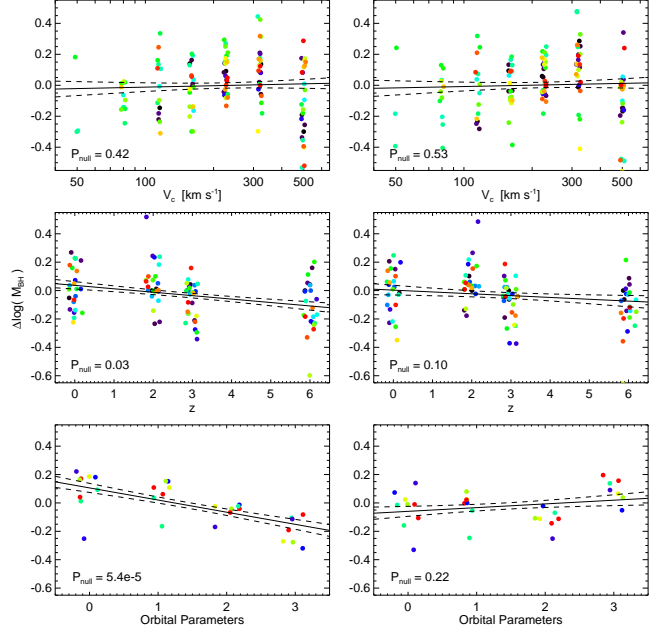 0.4 0.2 0.0 -0.2 -0.4
P_null = 0.42
50 100 300 500
V_c [km s⁻¹]
0.4 0.2 0.0 -0.2 -0.4
P_null = 0.53
50 100 300 500
V_c [km s⁻¹]
Δlog( M_BH )
0.4 0.2 0.0 -0.2 -0.4 -0.6
P_null = 0.03
0 1 2 3 4 5 6
z
0.4 0.2 0.0 -0.2 -0.4 -0.6
P_null = 0.10
0 1 2 3 4 5 6
z
0.4 0.2 0.0 -0.2 -0.4 -0.6
P_null = 5.4e-5
0 1 2 3
Orbital Parameters
0.4 0.2 0.0 -0.2 -0.4 -0.6
P_null = 0.22
0 1 2 3
Orbital Parameters